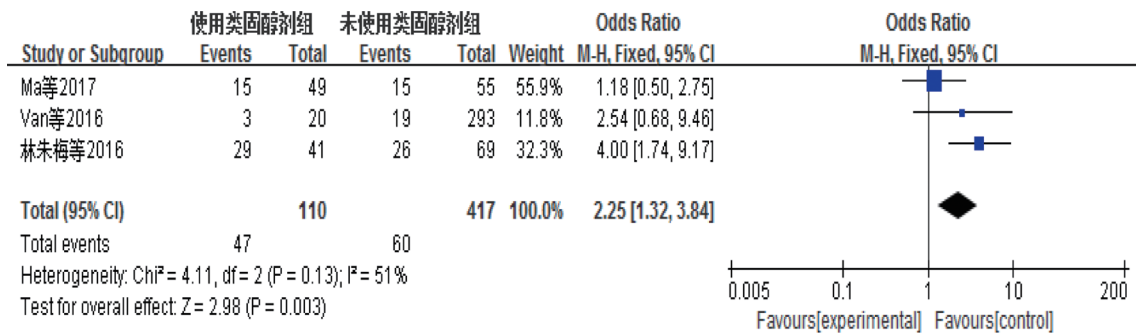 使用类固醇剂组 未使用类固醇剂组 Odds Ratio Odds Ratio
Study or Subgroup Events Total Events Total Weight M-H, Fixed, 95% CI M-H, Fixed, 95% CI
Ma等2017 15 49 15 55 55.9% 1.18 [0.50, 2.75]
Van等2016 3 20 19 293 11.8% 2.54 [0.68, 9.46]
林朱梅等2016 29 41 26 69 32.3% 4.00 [1.74, 9.17]
Total (95% CI) 110 417 100.0% 2.25 [1.32, 3.84]
Total events 47 60
Heterogeneity: Chi² = 4.11, df = 2 (P = 0.13); I² = 51%
Test for overall effect: Z = 2.98 (P = 0.003)
0.005 0.1 1 10 200
Favours[experimental] Favours[control]